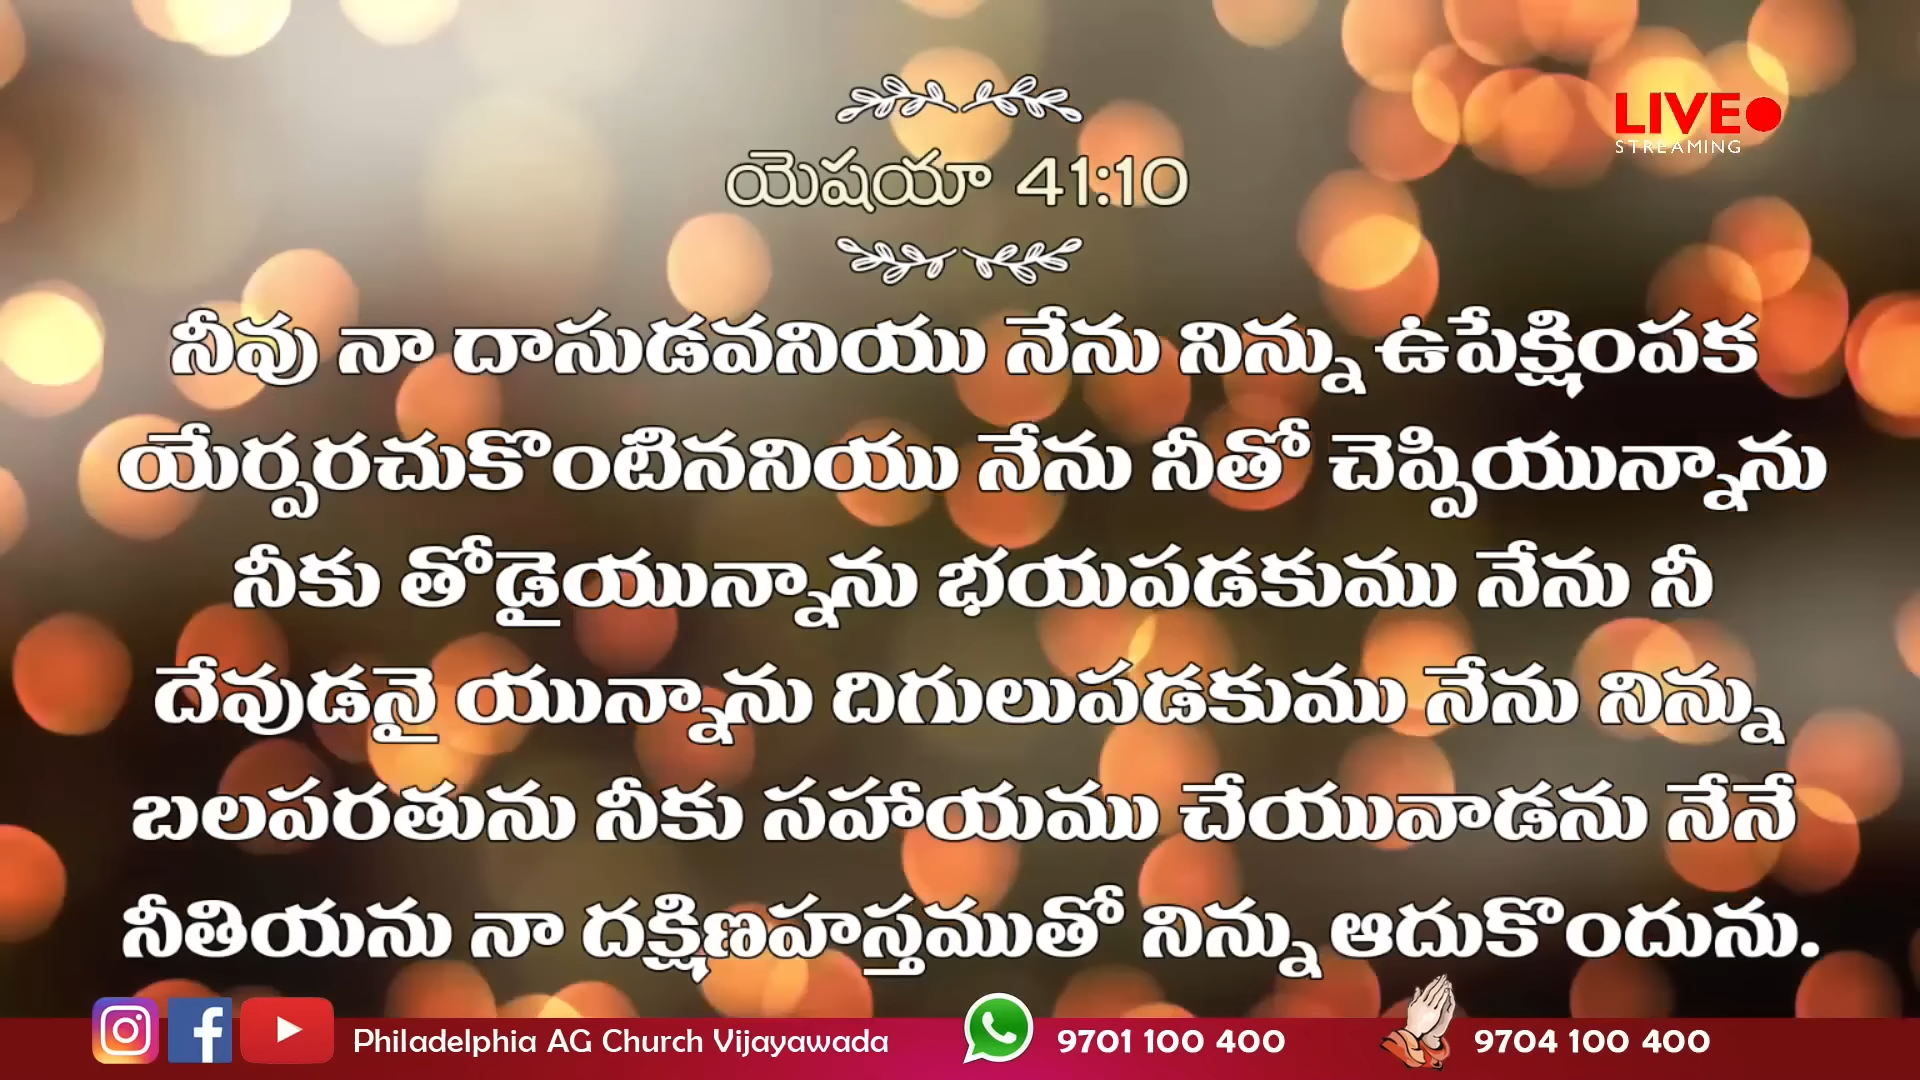 LIVE
STREAMING
యెషయా 41:10
నీవు నా దాసుడవనియు నేను నిన్ను ఉపేక్షింపక
యేర్పరచుకొంటిననియు నేను నీతో చెప్పియున్నాను
నీకు తోడైయున్నాను భయపడకుము నేను నీ
దేవుడనై యున్నాను దిగులుపడకుము నేను నిన్ను
బలపరతును నీకు సహాయము చేయువాడను నేనే
నీతియను నా దక్షిణహస్తముతో నిన్ను ఆదుకొందును.
Philadelphia AG Church Vijayawada 9701 100 400 9704 100 400